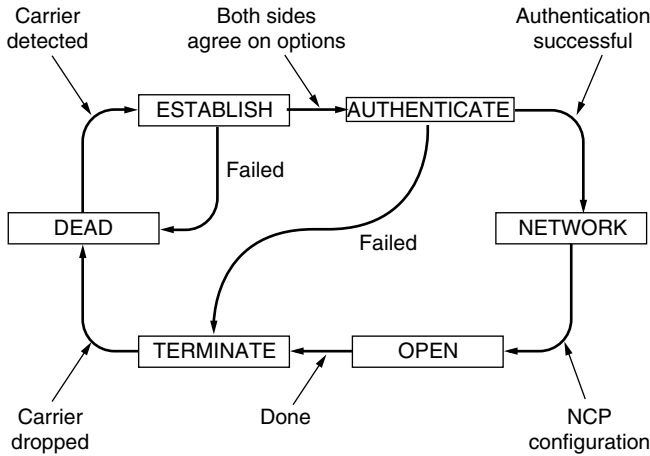 Carrier
detected
Both sides
agree on options
Authentication
successful
ESTABLISH
AUTHENTICATE
Failed
DEAD
NETWORK
Failed
TERMINATE
OPEN
Carrier
dropped
Done
NCP
configuration